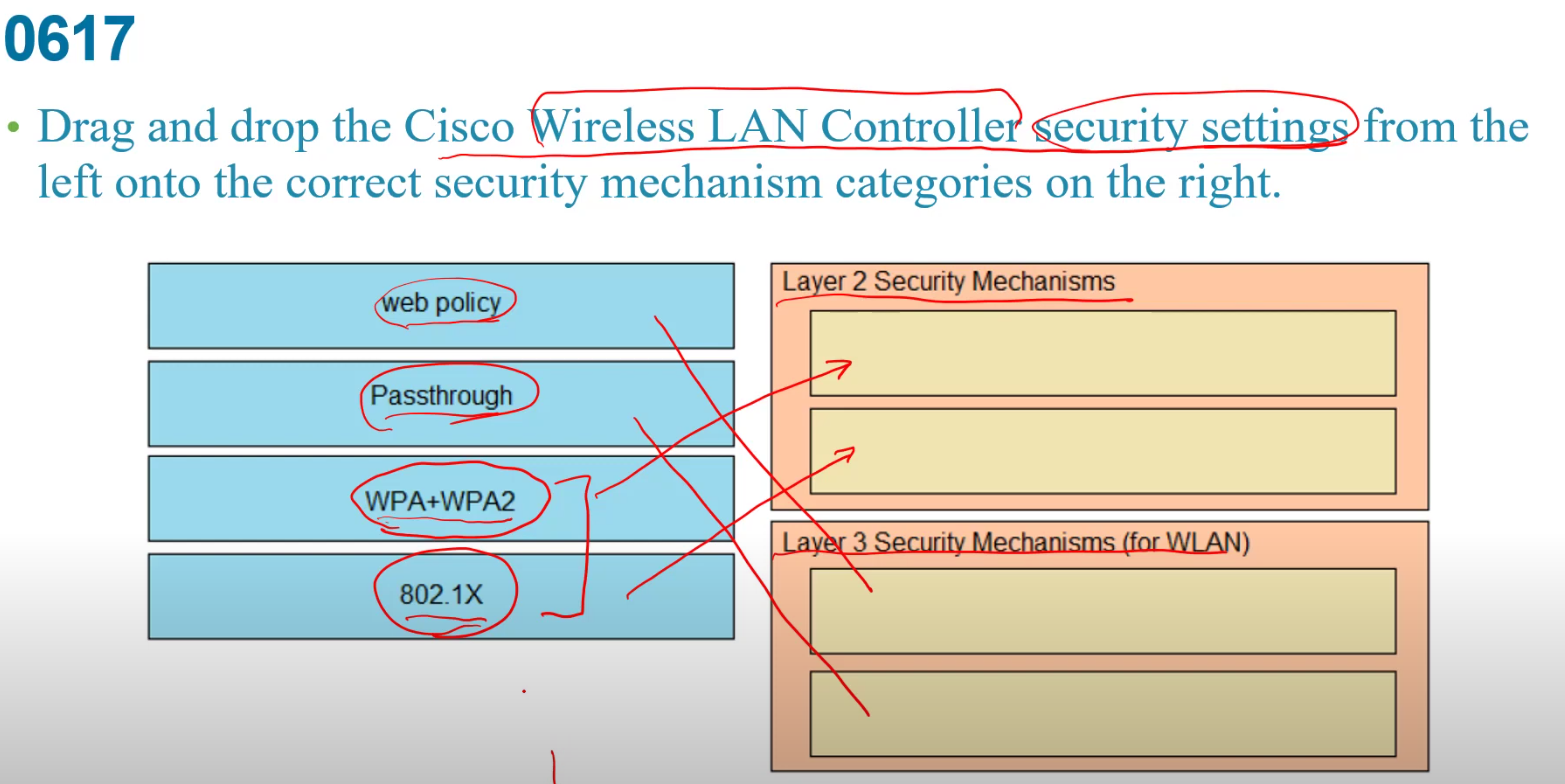 0617
• Drag and drop the Cisco Wireless LAN Controller security settings from the
left onto the correct security mechanism categories on the right.
web policy
Passthrough
WPA+WPA2
802.1X
Layer 2 Security Mechanisms
Layer 3 Security Mechanisms (for WLAN)